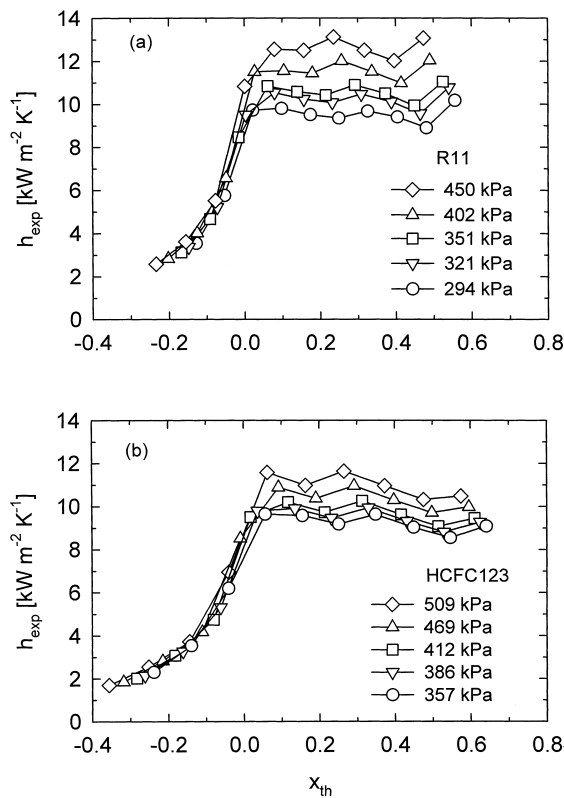 14
(a)
12
10
8
6
4
2
0
h_exp [kW m⁻² K⁻¹]
R11
450 kPa
402 kPa
351 kPa
321 kPa
294 kPa
-0.4 -0.2 0.0 0.2 0.4 0.6 0.8
14
(b)
12
10
8
6
4
2
0
h_exp [kW m⁻² K⁻¹]
HCFC123
509 kPa
469 kPa
412 kPa
386 kPa
357 kPa
-0.4 -0.2 0.0 0.2 0.4 0.6 0.8
x_th